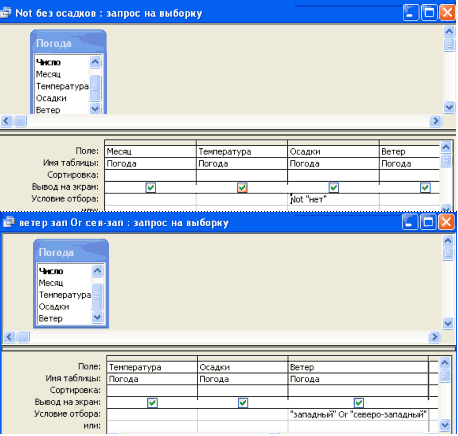 Not без осадков : запрос на выборку
Погода
Число
Месяц
Температура
Осадки
Ветер
Поле: Месяц Температура Осадки Ветер
Имя таблицы: Погода Погода Погода Погода
Сортировка:
Вывод на экран:
Условие отбора: Not "нет"
или:
ветер зап Or сев-зап : запрос на выборку
Погода
Число
Месяц
Температура
Осадки
Ветер
Поле: Температура Осадки Ветер
Имя таблицы: Погода Погода Погода
Сортировка:
Вывод на экран:
Условие отбора: "западный" Or "северо-западный"
или: